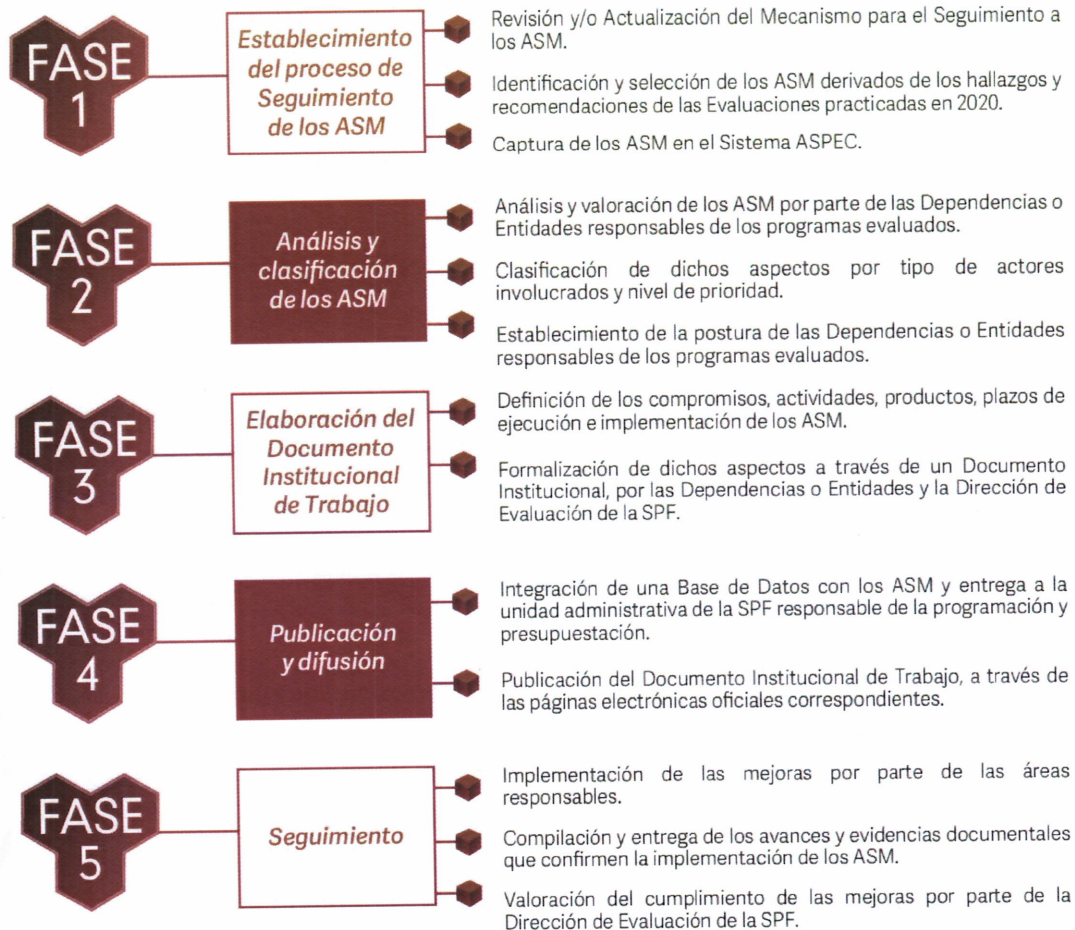 FASE
1
Establecimiento
del proceso de
Seguimiento
de los ASM
Revisión y/o Actualización del Mecanismo para el Seguimiento a
los ASM.
Identificación y selección de los ASM derivados de los hallazgos y
recomendaciones de las Evaluaciones practicadas en 2020.
Captura de los ASM en el Sistema ASPEC.
FASE
2
Análisis y
clasificación
de los ASM
Análisis y valoración de los ASM por parte de las Dependencias o
Entidades responsables de los programas evaluados.
Clasificación de dichos aspectos por tipo de actores
involucrados y nivel de prioridad.
Establecimiento de la postura de las Dependencias o Entidades
responsables de los programas evaluados.
FASE
3
Elaboración del
Documento
Institucional
de Trabajo
Definición de los compromisos, actividades, productos, plazos de
ejecución e implementación de los ASM.
Formalización de dichos aspectos a través de un Documento
Institucional, por las Dependencias o Entidades y la Dirección de
Evaluación de la SPF.
FASE
4
Publicación
y difusión
Integración de una Base de Datos con los ASM y entrega a la
unidad administrativa de la SPF responsable de la programación y
presupuestación.
Publicación del Documento Institucional de Trabajo, a través de
las páginas electrónicas oficiales correspondientes.
FASE
5
Seguimiento
Implementación de las mejoras por parte de las áreas
responsables.
Compilación y entrega de los avances y evidencias documentales
que confirmen la implementación de los ASM.
Valoración del cumplimiento de las mejoras por parte de la
Dirección de Evaluación de la SPF.